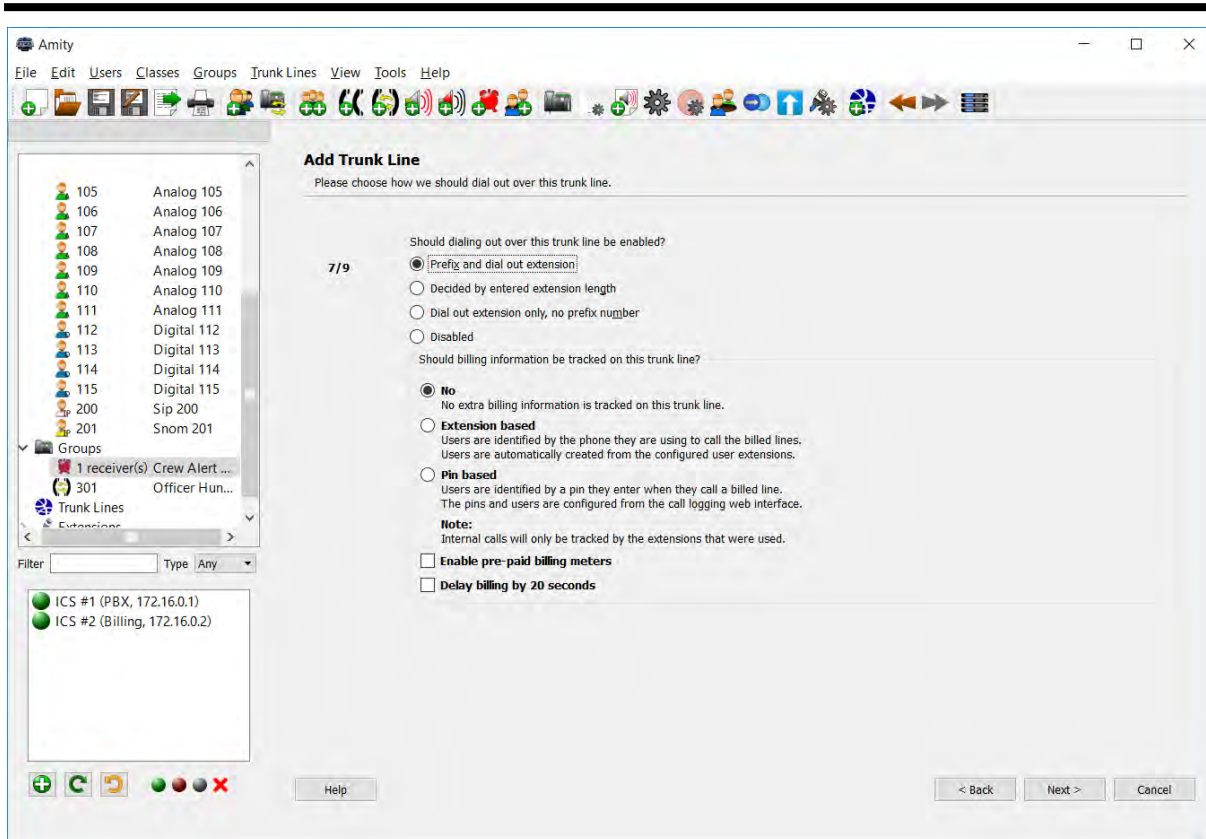 Amity
File Edit Users Classes Groups Trunk Lines View Tools Help
105 Analog 105
106 Analog 106
107 Analog 107
108 Analog 108
109 Analog 109
110 Analog 110
111 Analog 111
112 Digital 112
113 Digital 113
114 Digital 114
115 Digital 115
200 Sip 200
201 Snom 201
Groups
1 receiver(s) Crew Alert ...
301 Officer Hun...
Trunk Lines
Extensions
Filter Type Any
ICS #1 (PBX, 172.16.0.1)
ICS #2 (Billing, 172.16.0.2)
Add Trunk Line
Please choose how we should dial out over this trunk line.
7/9
Should dialing out over this trunk line be enabled?
Prefix and dial out extension
Decided by entered extension length
Dial out extension only, no prefix number
Disabled
Should billing information be tracked on this trunk line?
No
No extra billing information is tracked on this trunk line.
Extension based
Users are identified by the phone they are using to call the billed lines.
Users are automatically created from the configured user extensions.
Pin based
Users are identified by a pin they enter when they call a billed line.
The pins and users are configured from the call logging web interface.
Note:
Internal calls will only be tracked by the extensions that were used.
Enable pre-paid billing meters
Delay billing by 20 seconds
Help < Back Next > Cancel